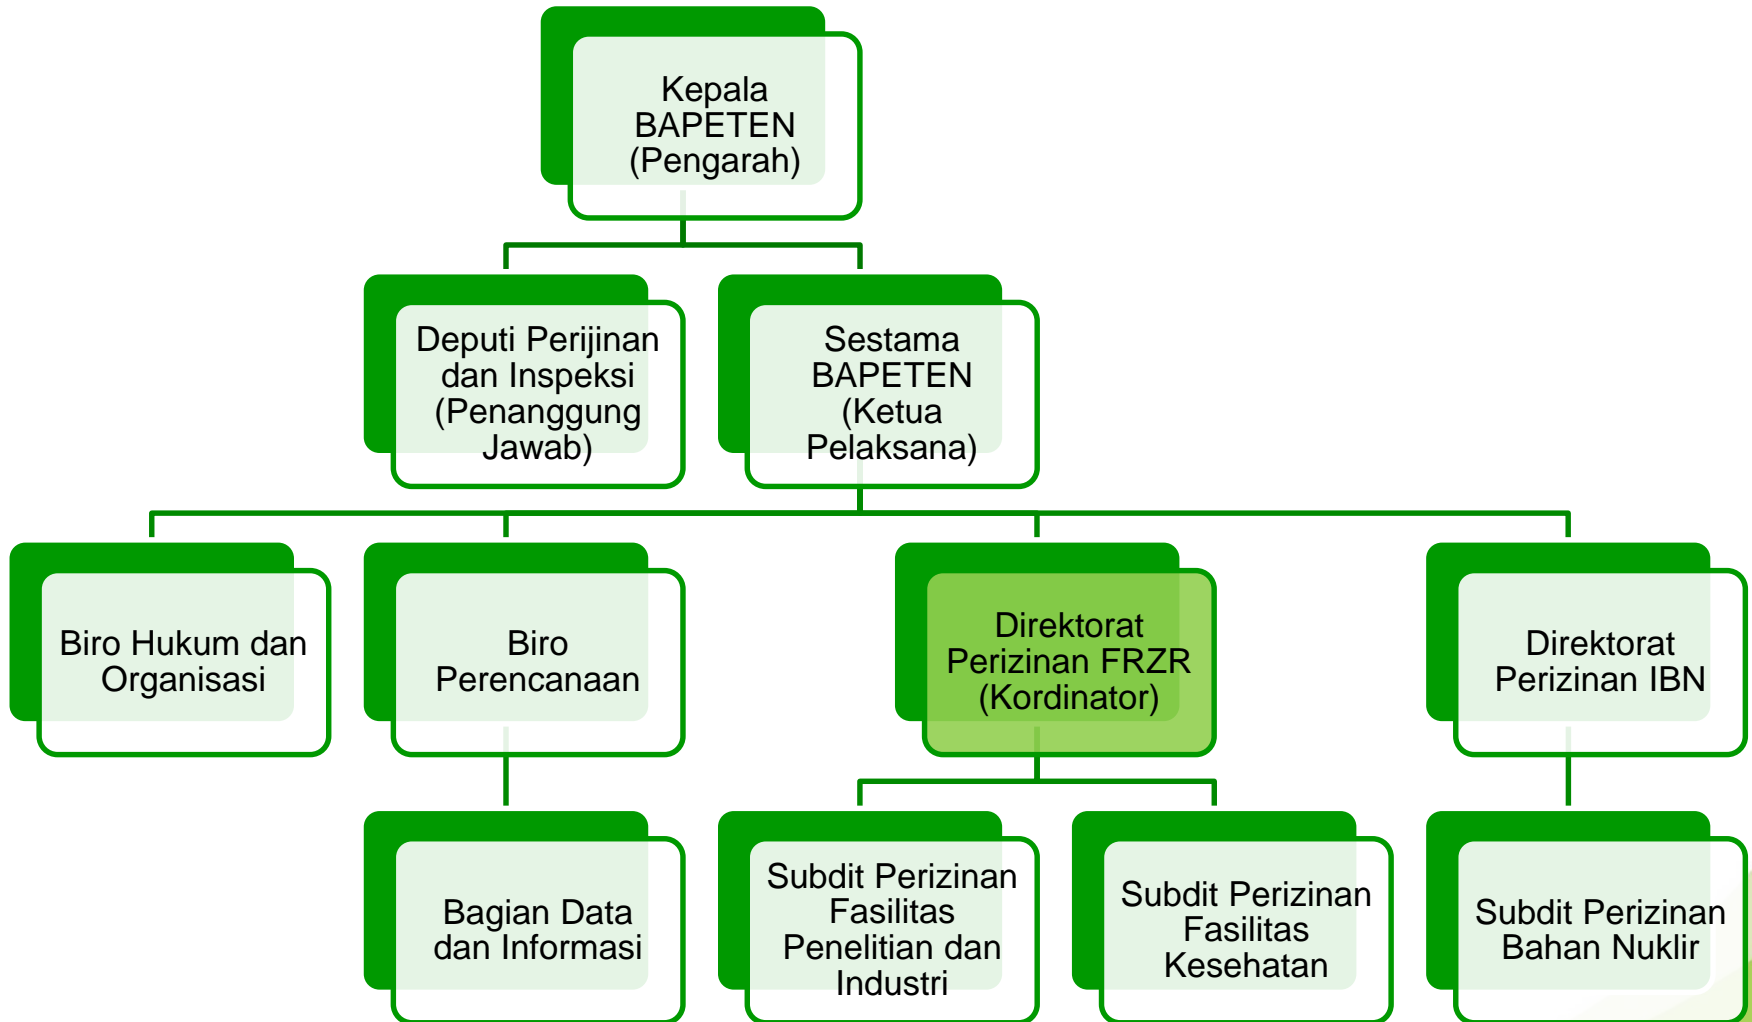 Kepala
BAPETEN
(Pengarah)
Deputi Perijinan
dan Inspeksi
(Penanggung
Jawab)
Sestama
BAPETEN
(Ketua
Pelaksana)
Biro Hukum dan
Organisasi
Biro
Perencanaan
Direktorat
Perizinan FRZR
(Kordinator)
Direktorat
Perizinan IBN
Bagian Data
dan Informasi
Subdit Perizinan
Fasilitas
Penelitian dan
Industri
Subdit Perizinan
Fasilitas
Kesehatan
Subdit Perizinan
Bahan Nuklir